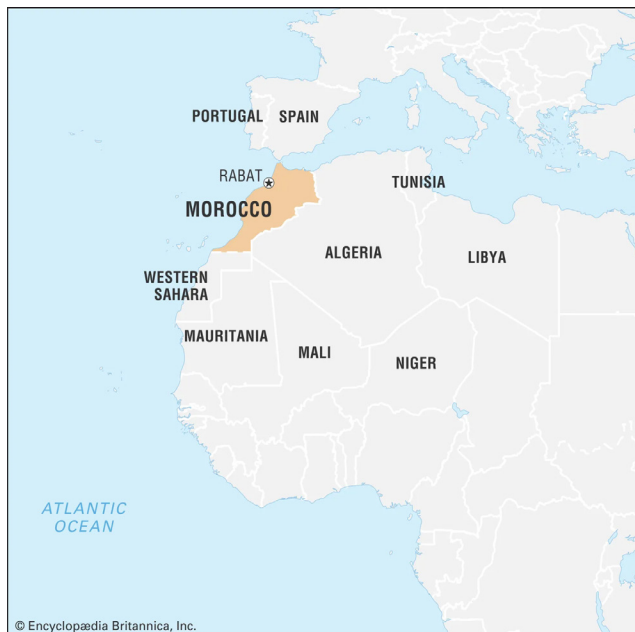 PORTUGAL
SPAIN
RABAT
TUNISIA
MOROCCO
ALGERIA
LIBYA
WESTERN
SAHARA
MAURITANIA
MALI
NIGER
ATLANTIC
OCEAN
© Encyclopædia Britannica, Inc.